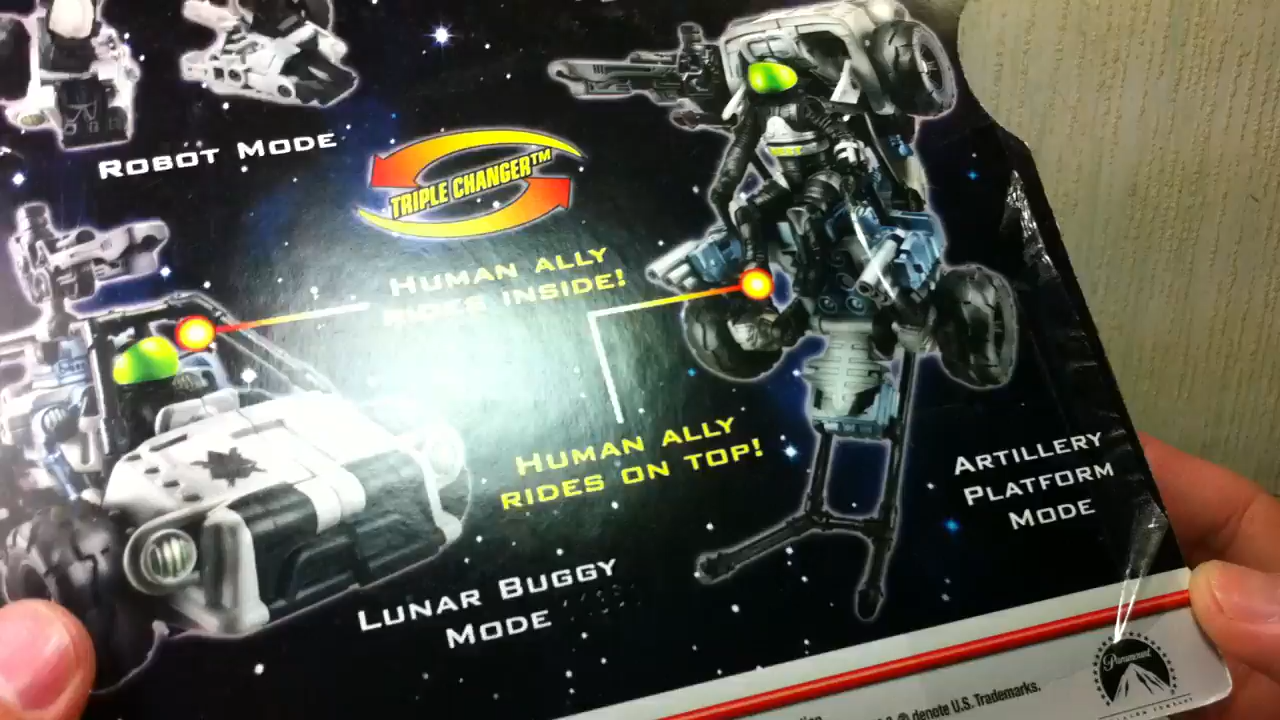 ROBOT MODE
TRIPLE CHANGER™
HUMAN ALLY
RIDES INSIDE!
HUMAN ALLY
RIDES ON TOP!
ARTILLERY
PLATFORM
MODE
LUNAR BUGGY
MODE
Paramount
® denote U.S. Trademarks.